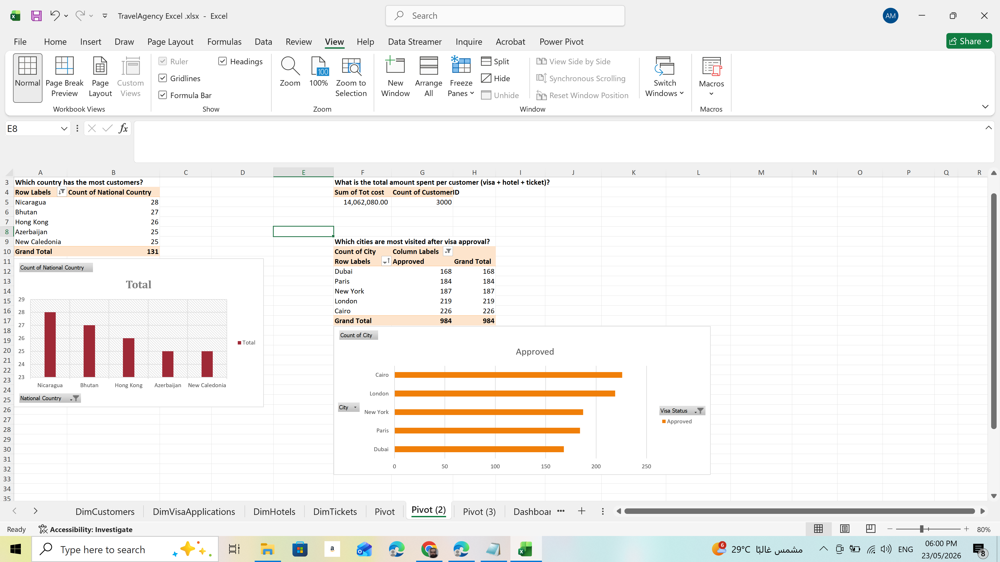 TravelAgency Excel .xlsx - Excel
Search
AM
File Home Insert Draw Page Layout Formulas Data Review View Help Data Streamer Inquire Acrobat Power Pivot
Share
Normal
Page Break Preview
Page Layout
Custom Views
Workbook Views
Ruler
Gridlines
Formula Bar
Headings
Show
Zoom
100
100%
Zoom to Selection
Zoom
New Window
Arrange All
Freeze Panes
Split
Hide
Unhide
View Side by Side
Synchronous Scrolling
Reset Window Position
Window
Switch Windows
Macros
Macros
E8
fx
A B C D E F G H I J K L M N O P Q R
3 Which country has the most customers? What is the total amount spent per customer (visa + hotel + ticket)?
4 Row Labels Count of National Country Sum of Tot cost Count of CustomerID
5 Nicaragua 28 14,062,080.00 3000
6 Bhutan 27
7 Hong Kong 26
8 Azerbaijan 25
9 New Caledonia 25 Which cities are most visited after visa approval?
10 Grand Total 131 Count of City Column Labels
11 Row Labels Approved Grand Total
12 Dubai 168 168
13 Paris 184 184
14 New York 187 187
15 London 219 219
16 Cairo 226 226
17 Grand Total 984 984
18
19
20
21
22
23
24
25
26
27
28
29
30
31
32
33
34
35
Count of National Country
Total
29
28
27
26
25
24
23
Nicaragua Bhutan Hong Kong Azerbaijan New Caledonia
Total
National Country
Count of City
Approved
Cairo
London
New York
Paris
Dubai
0 50 100 150 200 250
City
Visa Status
Approved
DimCustomers DimVisaApplications DimHotels DimTickets Pivot Pivot (2) Pivot (3) Dashboar ...
Ready Accessibility: Investigate 80%
Type here to search
a
6
29°C مشمس غالبًا
ENG
06:00 PM
23/05/2026
8